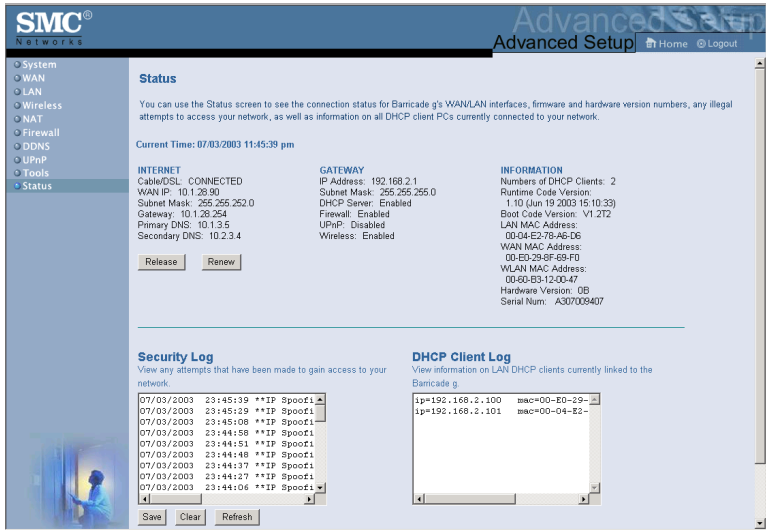 SMC®
Networks
Advanced Setup
Advanced Setup
Home
Logout
System
WAN
LAN
Wireless
NAT
Firewall
DDNS
UPnP
Tools
Status
Status
You can use the Status screen to see the connection status for Barricade g's WAN/LAN interfaces, firmware and hardware version numbers, any illegal
attempts to access your network, as well as information on all DHCP client PCs currently connected to your network.
Current Time: 07/03/2003 11:45:39 pm
INTERNET
Cable/DSL: CONNECTED
WAN IP: 10.1.28.90
Subnet Mask: 255.255.252.0
Gateway: 10.1.28.254
Primary DNS: 10.1.3.5
Secondary DNS: 10.2.3.4
Release Renew
GATEWAY
IP Address: 192.168.2.1
Subnet Mask: 255.255.255.0
DHCP Server: Enabled
Firewall: Enabled
UPnP: Disabled
Wireless: Enabled
INFORMATION
Numbers of DHCP Clients: 2
Runtime Code Version:
1.10 (Jun 19 2003 15:10:33)
Boot Code Version: V1.2T2
LAN MAC Address:
00-04-E2-78-A6-D6
WAN MAC Address:
00-E0-29-8F-69-F0
WLAN MAC Address:
00-60-B3-12-00-47
Hardware Version: 0B
Serial Num: A307009407
Security Log
View any attempts that have been made to gain access to your
network.
07/03/2003 23:45:39 **IP Spoofi
07/03/2003 23:45:29 **IP Spoofi
07/03/2003 23:45:08 **IP Spoofi
07/03/2003 23:44:58 **IP Spoofi
07/03/2003 23:44:51 **IP Spoofi
07/03/2003 23:44:48 **IP Spoofi
07/03/2003 23:44:37 **IP Spoofi
07/03/2003 23:44:27 **IP Spoofi
07/03/2003 23:44:06 **IP Spoofi
Save Clear Refresh
DHCP Client Log
View information on LAN DHCP clients currently linked to the
Barricade g.
ip=192.168.2.100 mac=00-E0-29-
ip=192.168.2.101 mac=00-04-E2-